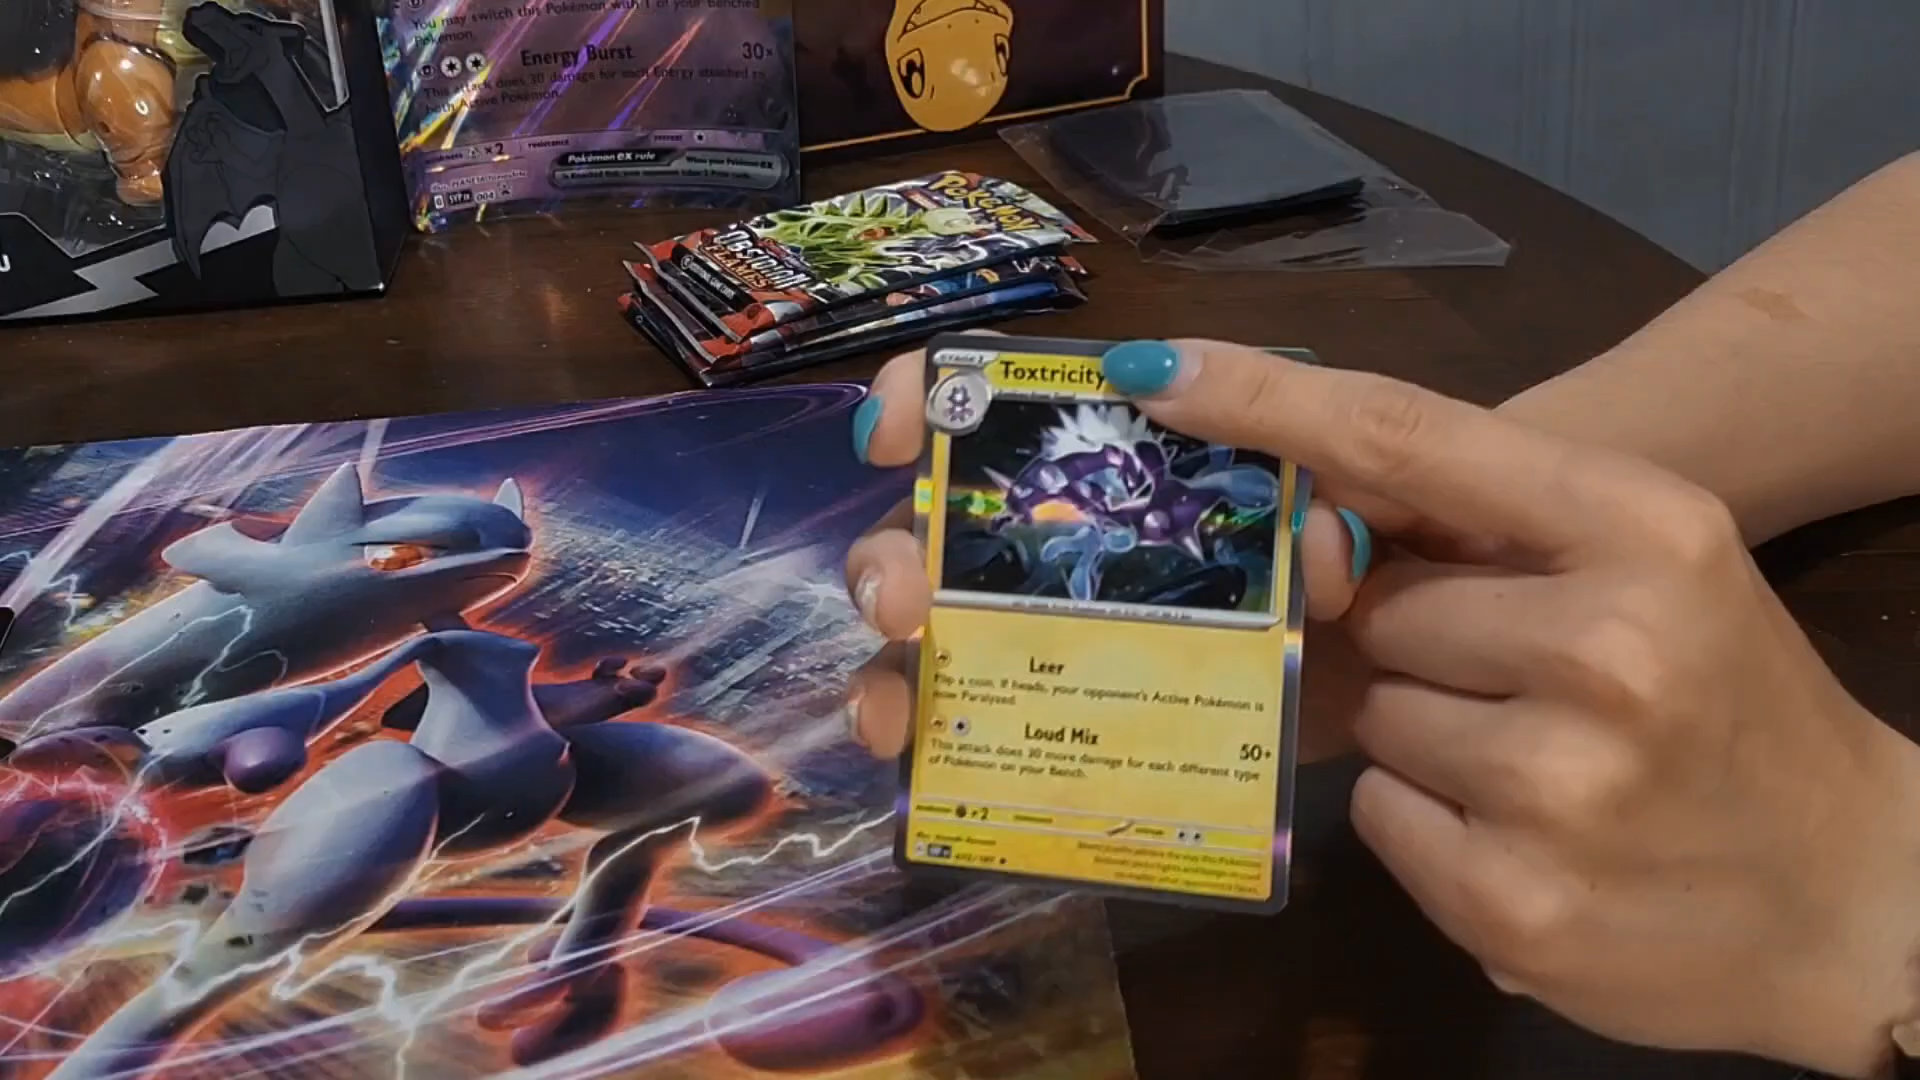 You may switch this Pokémon with 1 of your Benched
Pokémon.
Energy Burst 30×
This attack does 30 damage for each Energy attached to
both Active Pokémon.
weakness ×2 resistance retreat
Pokémon ex rule
When your Pokémon ex
is Knocked Out, your opponent takes 2 Prize cards.
SVP EN 004
POKÉMON
OBSIDIAN
FLAMES
U
STAGE 1
Toxtricity
Leer
Flip a coin. If heads, your opponent's Active Pokémon is
now Paralyzed.
Loud Mix 50+
This attack does 30 more damage for each different type
of Pokémon on your Bench.
weakness ×2